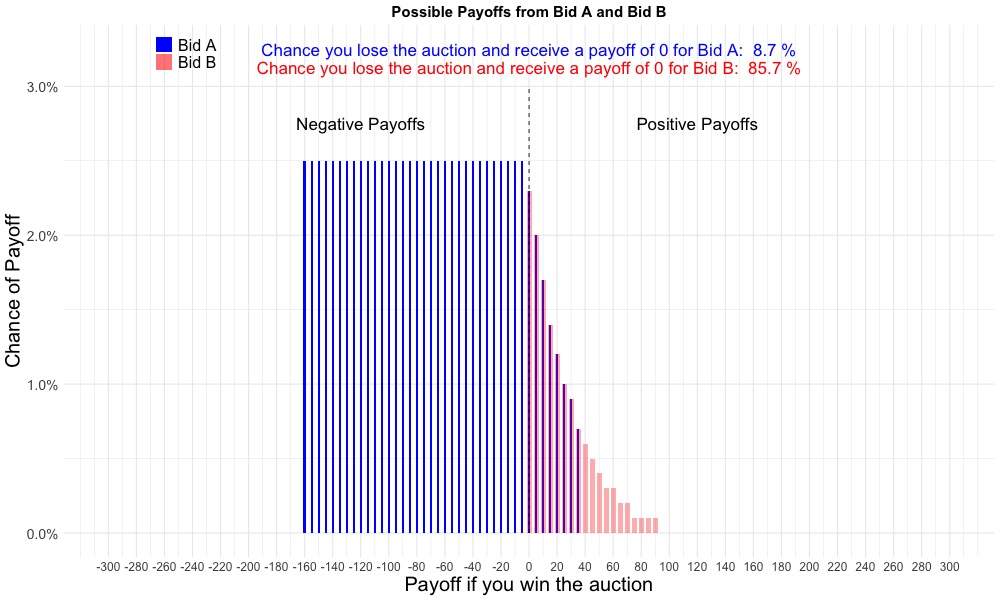 Possible Payoffs from Bid A and Bid B
Bid A
Bid B
Chance you lose the auction and receive a payoff of 0 for Bid A:  8.7 %
Chance you lose the auction and receive a payoff of 0 for Bid B:  85.7 %
Negative Payoffs
Positive Payoffs
Chance of Payoff
3.0%
2.0%
1.0%
0.0%
-300 -280 -260 -240 -220 -200 -180 -160 -140 -120 -100 -80 -60 -40 -20 0 20 40 60 80 100 120 140 160 180 200 220 240 260 280 300
Payoff if you win the auction